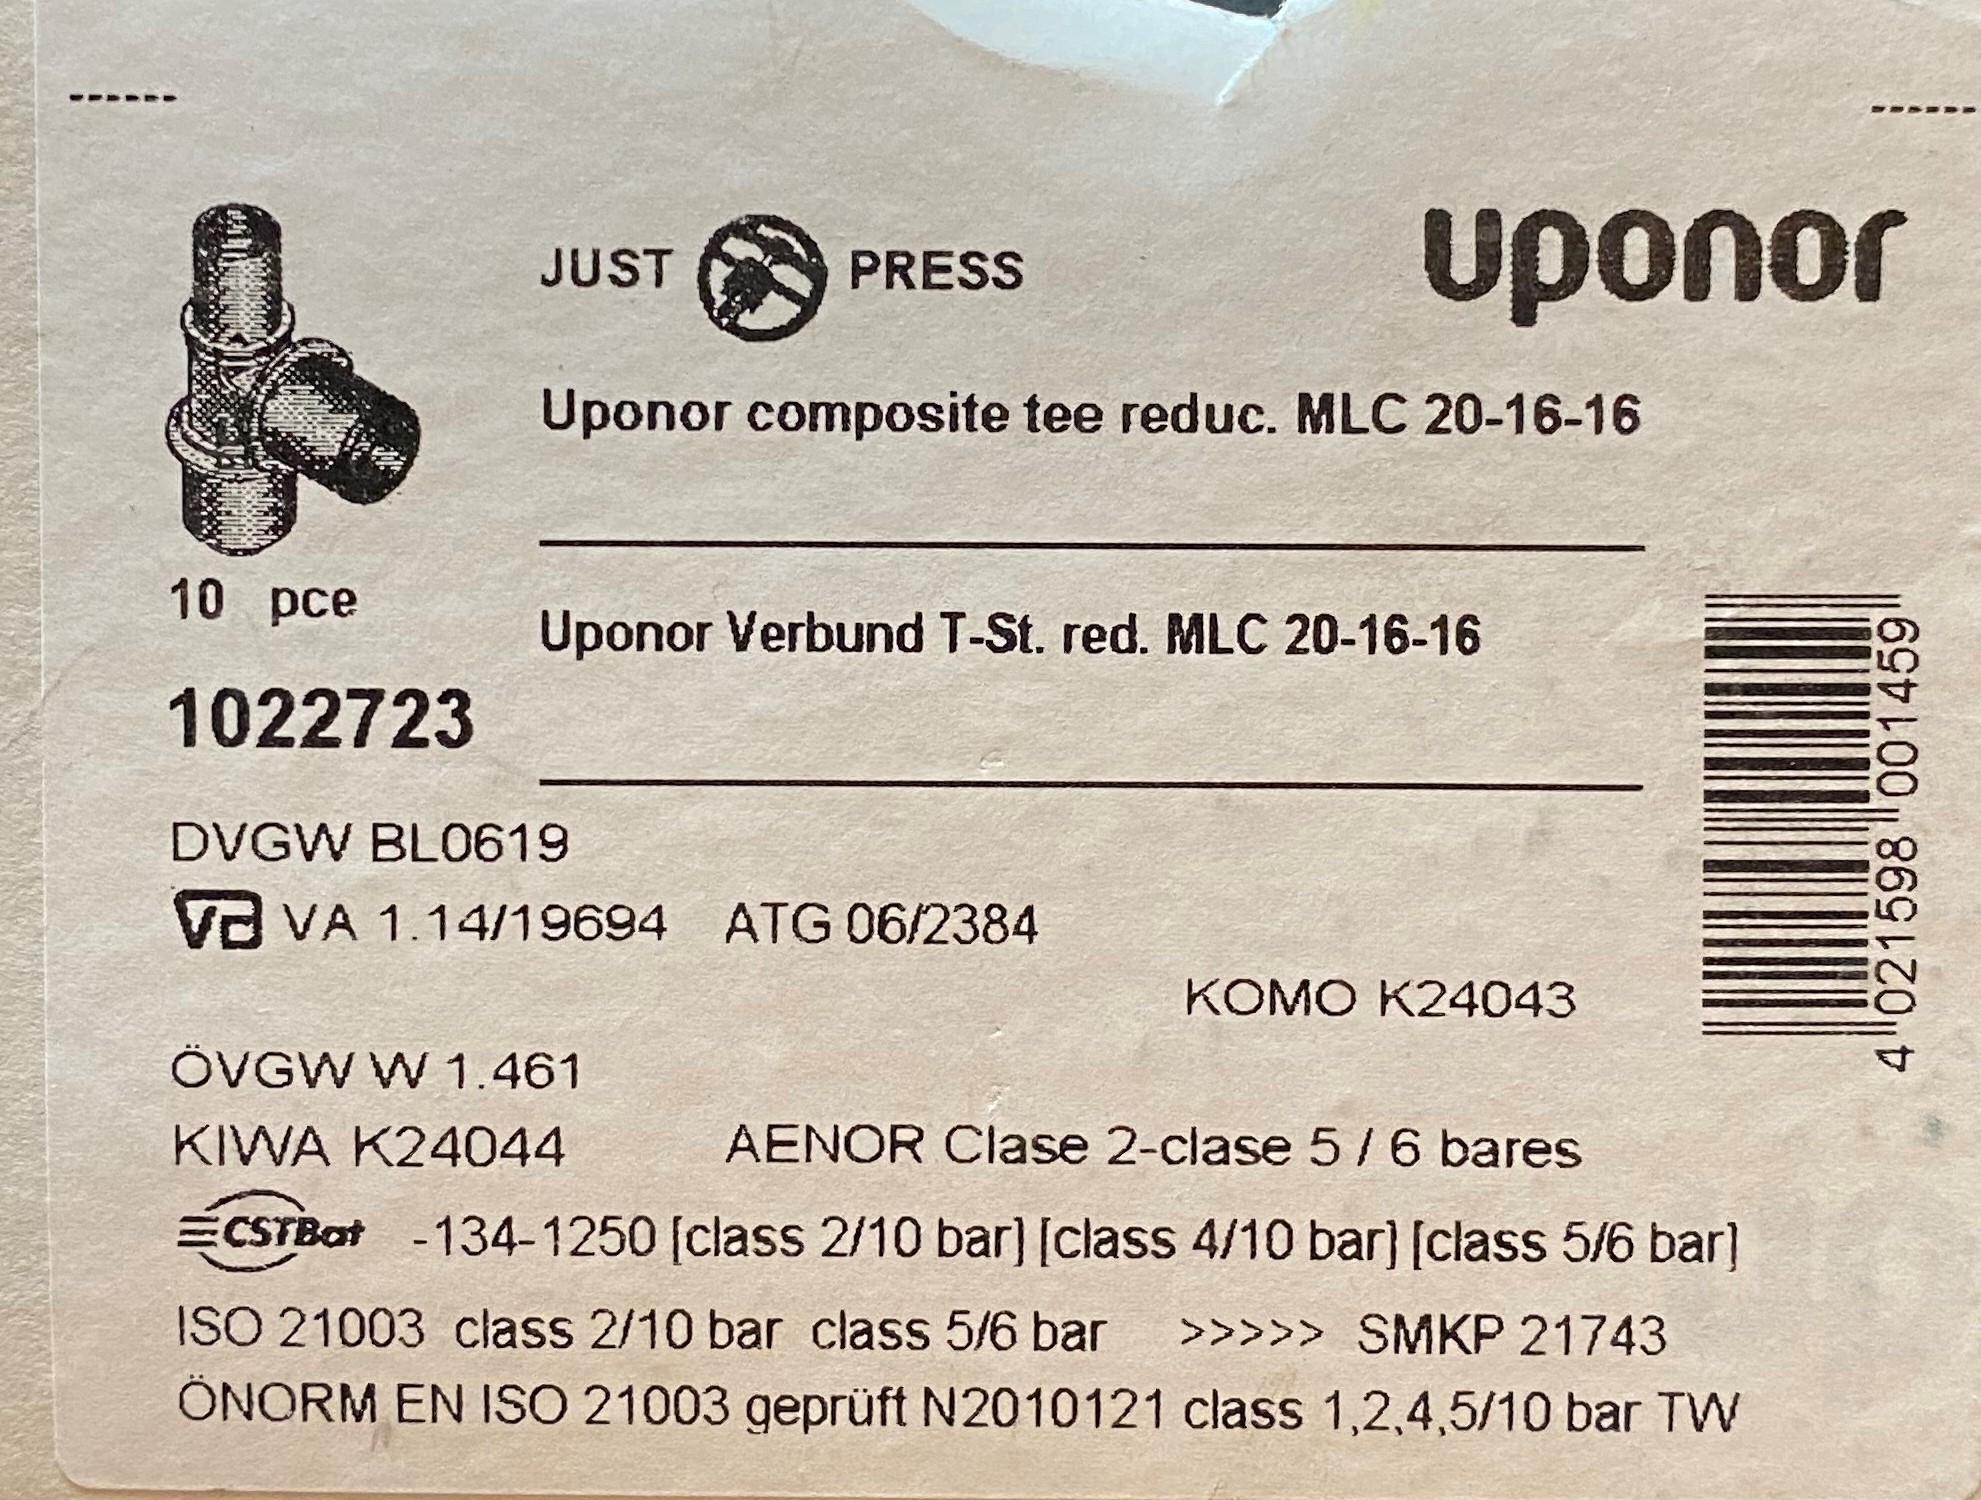 JUST PRESS
uponor
Uponor composite tee reduc. MLC 20-16-16
10 pce
Uponor Verbund T-St. red. MLC 20-16-16
1022723
4 021598 001459
DVGW BL0619
va VA 1.14/19694 ATG 06/2384
KOMO K24043
ÖVGW W 1.461
KIWA K24044 AENOR Clase 2-clase 5 / 6 bares
CSTBat -134-1250 [class 2/10 bar] [class 4/10 bar] [class 5/6 bar]
ISO 21003 class 2/10 bar class 5/6 bar >>>>> SMKP 21743
ÖNORM EN ISO 21003 geprüft N2010121 class 1,2,4,5/10 bar TW